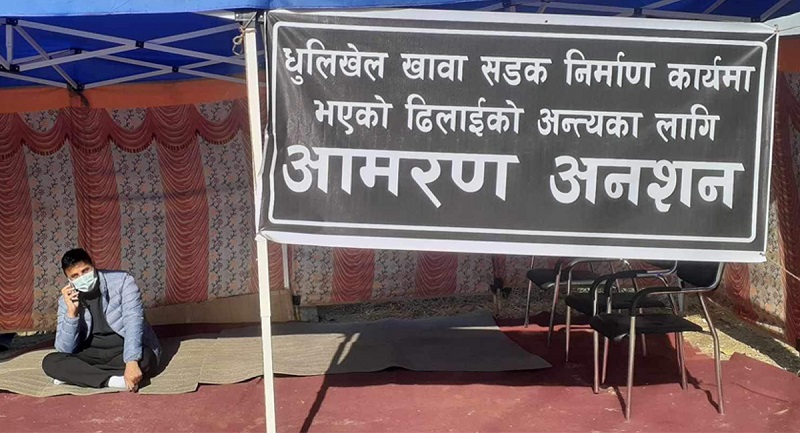 धुलिखेल खावा सडक निर्माण कार्यमा
भएको ढिलाईको अन्त्यका लागि
आमरण अनशन